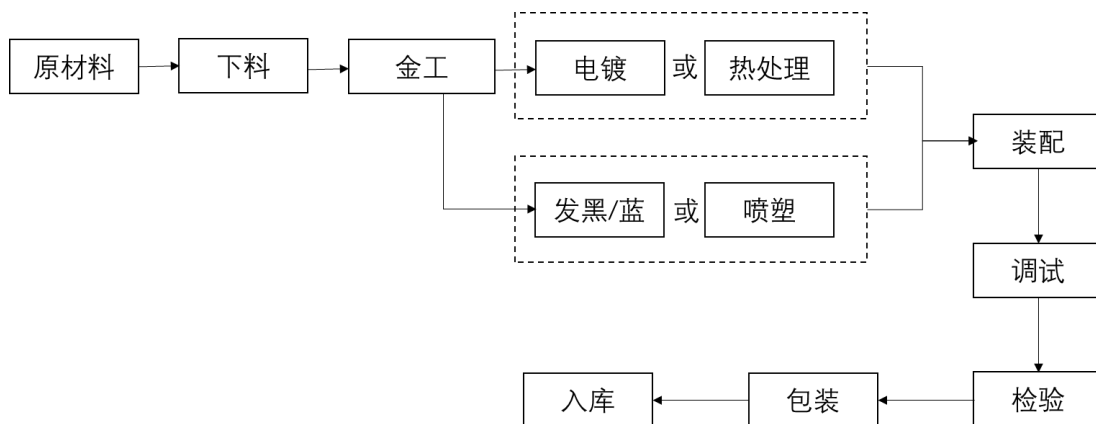 原材料
下料
金工
电镀 或 热处理
发黑/蓝 或 喷塑
装配
调试
检验
包装
入库